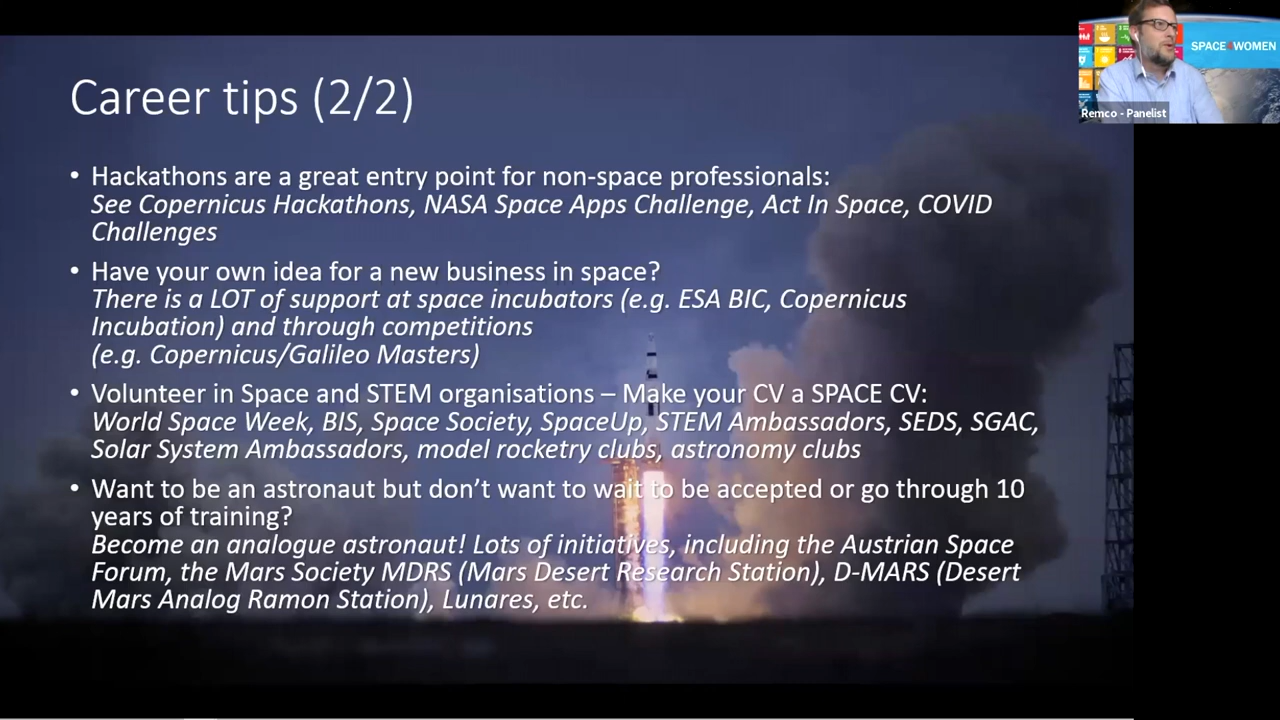 Career tips (2/2)
SPACE4WOMEN
Remco - Panelist
• Hackathons are a great entry point for non-space professionals:
See Copernicus Hackathons, NASA Space Apps Challenge, Act In Space, COVID
Challenges
• Have your own idea for a new business in space?
There is a LOT of support at space incubators (e.g. ESA BIC, Copernicus
Incubation) and through competitions
(e.g. Copernicus/Galileo Masters)
• Volunteer in Space and STEM organisations – Make your CV a SPACE CV:
World Space Week, BIS, Space Society, SpaceUp, STEM Ambassadors, SEDS, SGAC,
Solar System Ambassadors, model rocketry clubs, astronomy clubs
• Want to be an astronaut but don’t want to wait to be accepted or go through 10
years of training?
Become an analogue astronaut! Lots of initiatives, including the Austrian Space
Forum, the Mars Society MDRS (Mars Desert Research Station), D-MARS (Desert
Mars Analog Ramon Station), Lunares, etc.